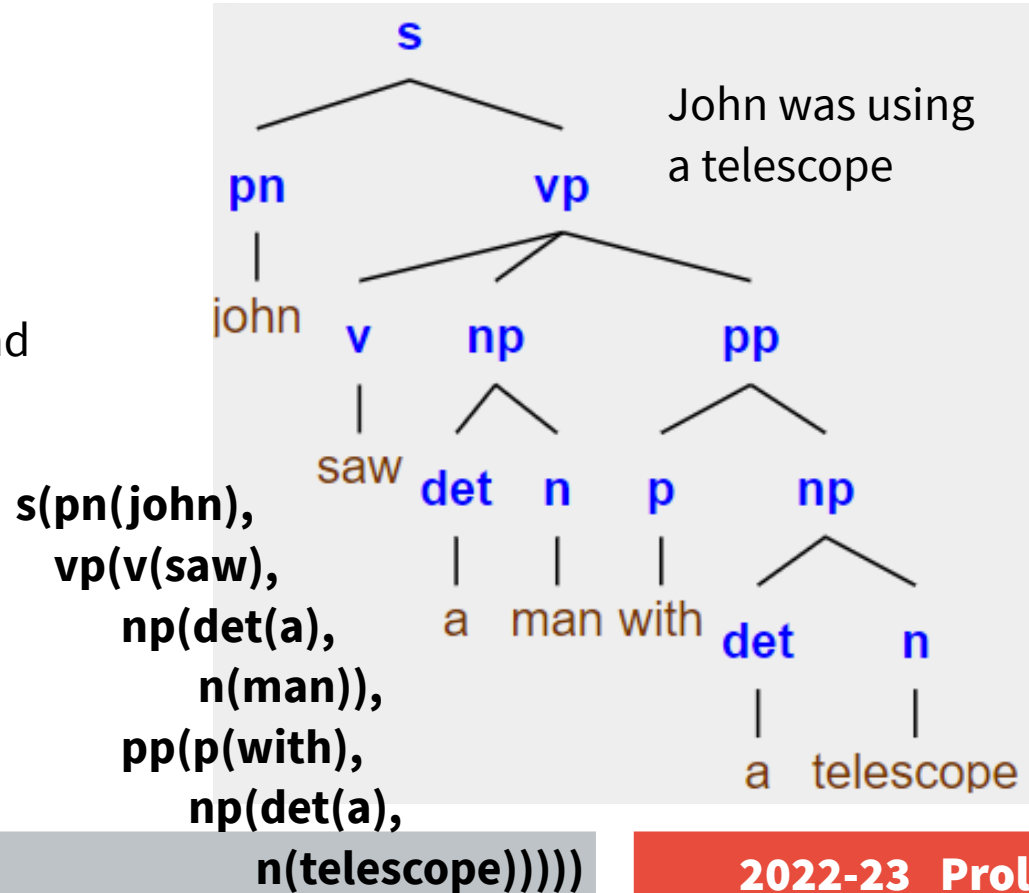 s
John was using
a telescope
pn vp
john
v np pp
saw
det n p np
a man with
det n
a telescope
s(pn(john),
vp(v(saw),
np(det(a),
n(man)),
pp(p(with),
np(det(a),
n(telescope)))))
2022-23